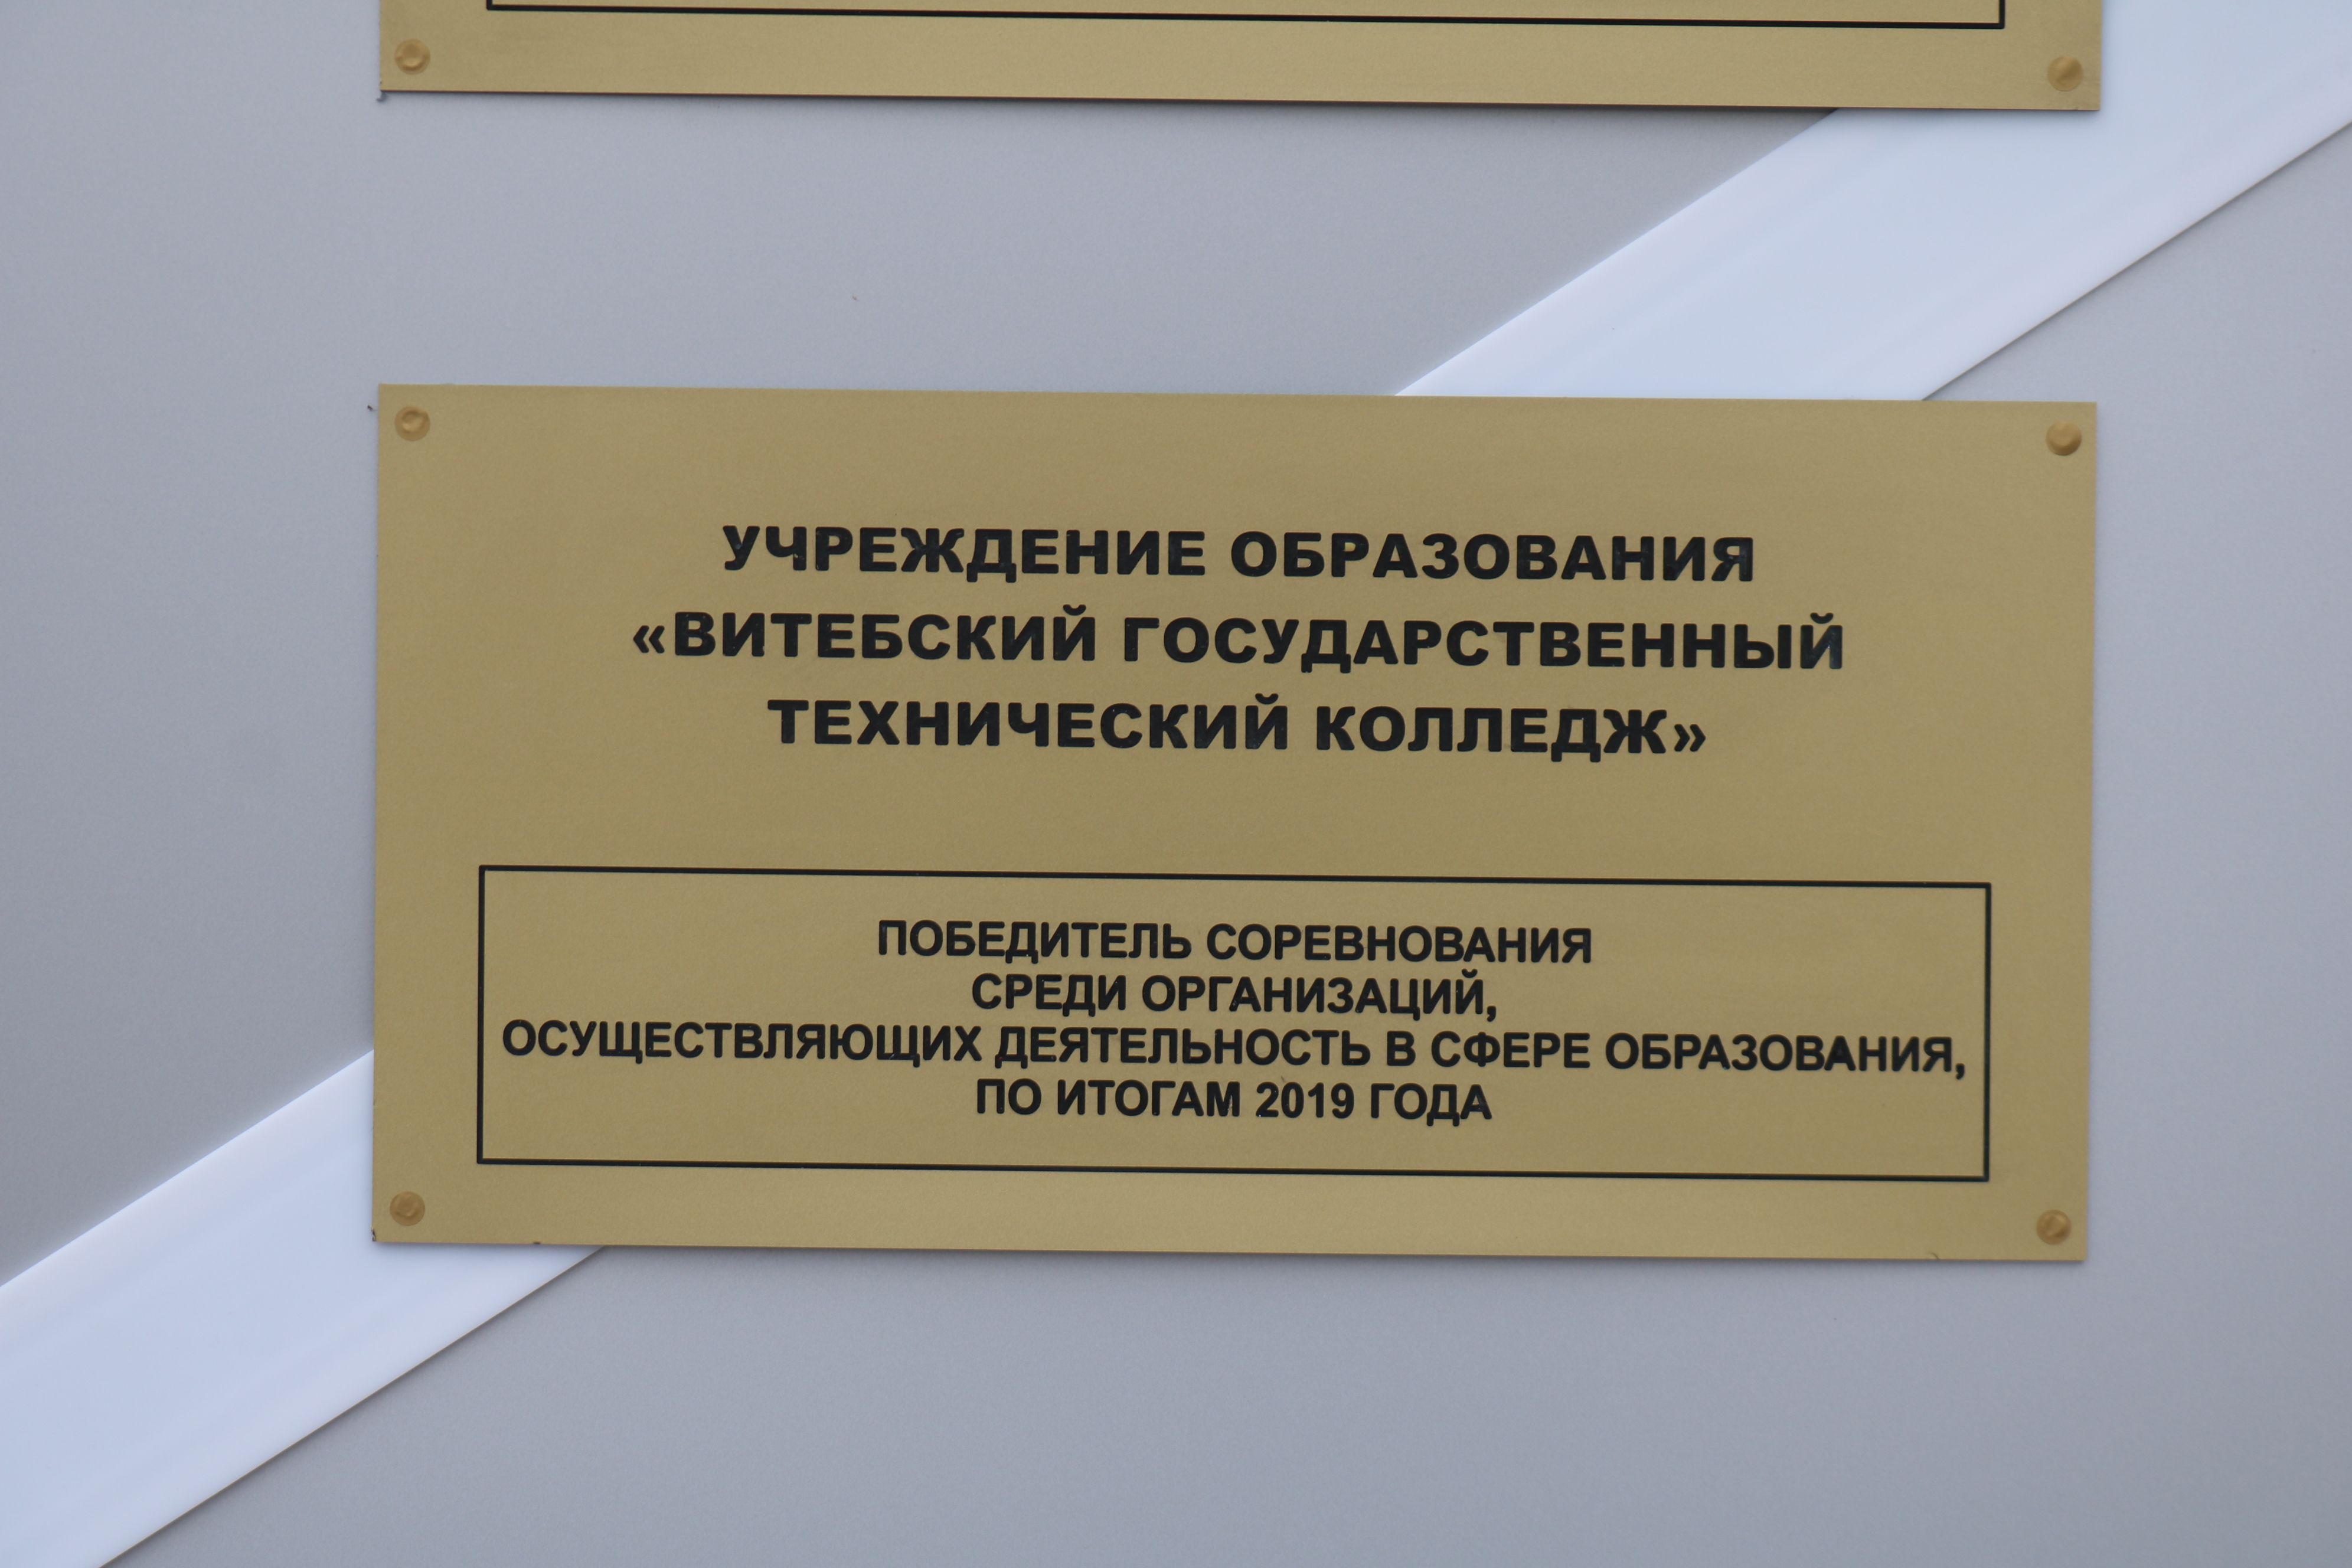 УЧРЕЖДЕНИЕ ОБРАЗОВАНИЯ
«ВИТЕБСКИЙ ГОСУДАРСТВЕННЫЙ
ТЕХНИЧЕСКИЙ КОЛЛЕДЖ»
ПОБЕДИТЕЛЬ СОРЕВНОВАНИЯ
СРЕДИ ОРГАНИЗАЦИЙ,
ОСУЩЕСТВЛЯЮЩИХ ДЕЯТЕЛЬНОСТЬ В СФЕРЕ ОБРАЗОВАНИЯ,
ПО ИТОГАМ 2019 ГОДА